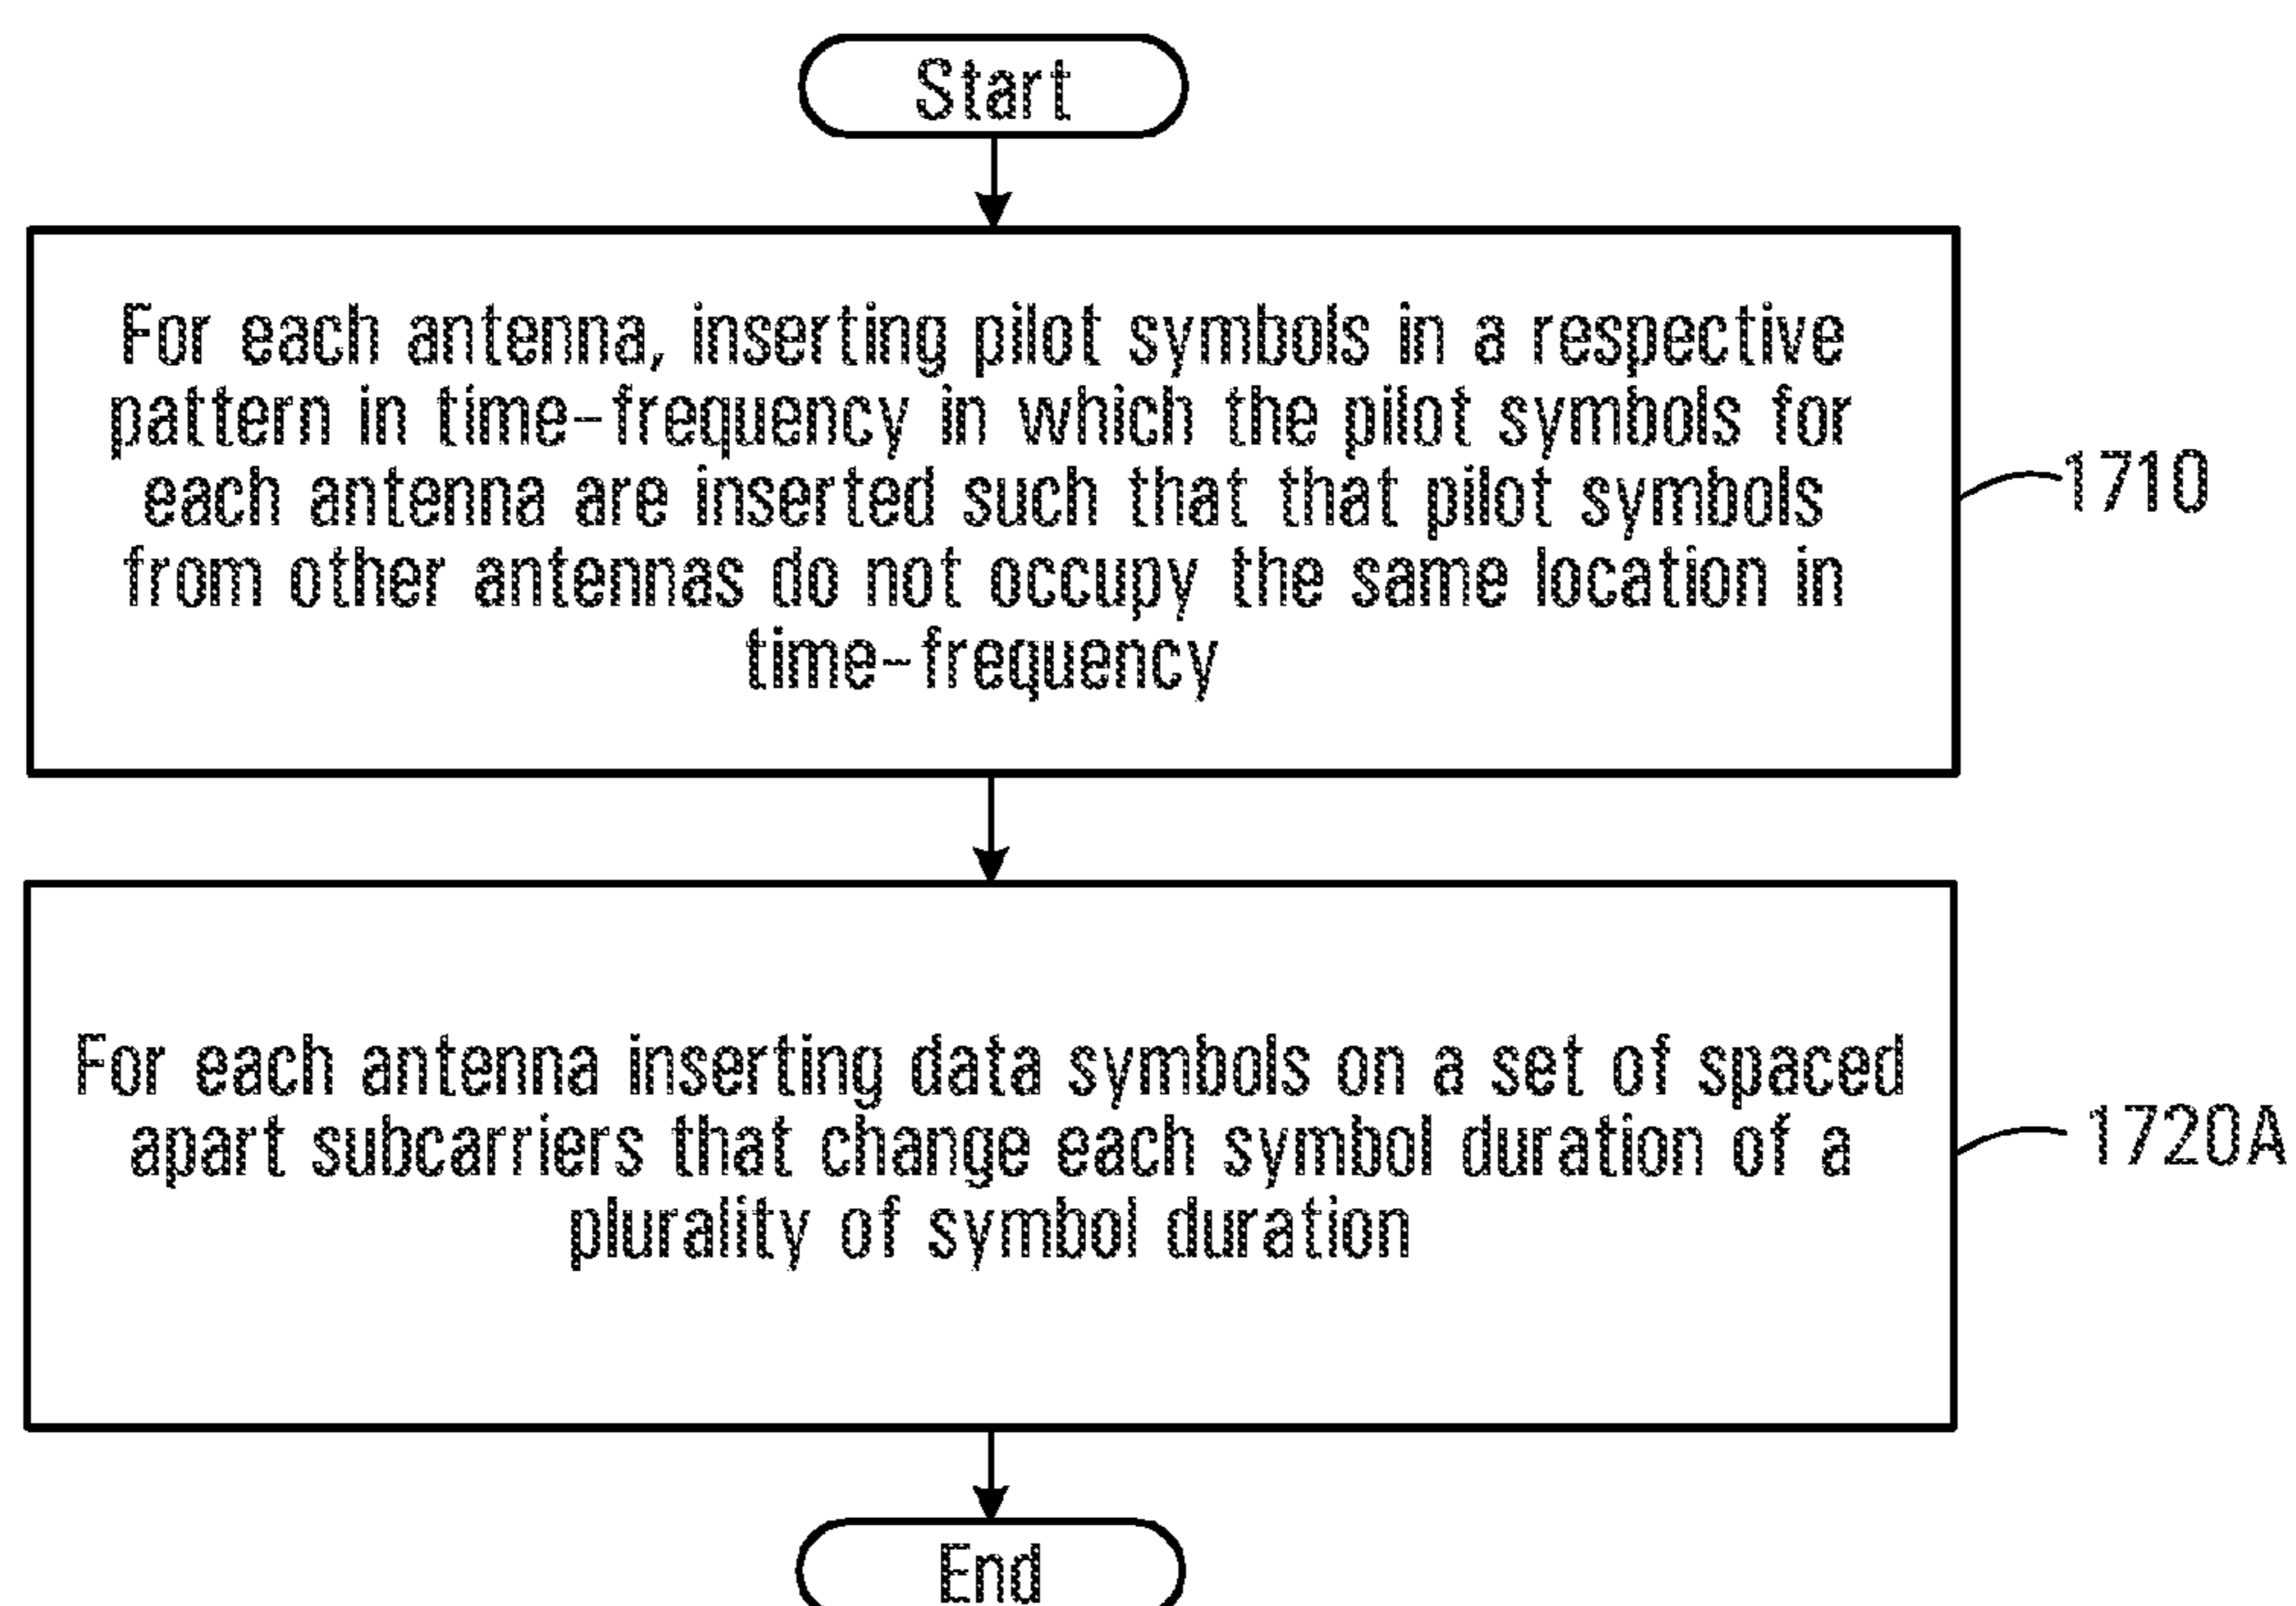 Start
For each antenna, inserting pilot symbols in a respective
pattern in time-frequency in which the pilot symbols for
each antenna are inserted such that that pilot symbols
from other antennas do not occupy the same location in
time-frequency
1710
For each antenna inserting data symbols on a set of spaced
apart subcarriers that change each symbol duration of a
plurality of symbol duration
1720A
End